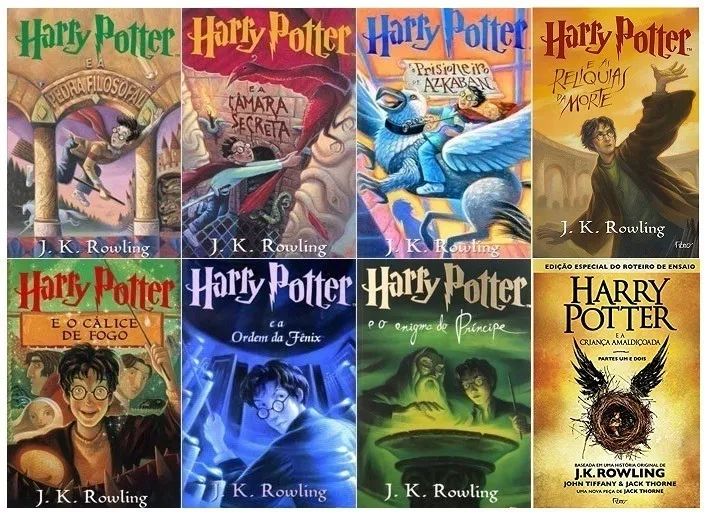 Harry Potter
E A
PEDRA FILOSOFAL
J. K. Rowling
Harry Potter
E A
CÂMARA
SECRETA
J. K. Rowling
Harry Potter
e o
Prisioneiro
DE
AZKABAN
J. K. Rowling
Harry Potter™
E AS
RELÍQUIAS
DA
MORTE
J. K. Rowling
Rocco
Harry Potter
E O CÁLICE
DE FOGO
J. K. Rowling
Harry Potter
e a
Ordem da Fênix
J. K. Rowling
Harry Potter
e o enigma do Príncipe
J. K. Rowling
EDIÇÃO ESPECIAL DO ROTEIRO DE ENSAIO
HARRY
POTTER
E A
CRIANÇA AMALDIÇOADA
PARTES UM E DOIS
BASEADA EM UMA HISTÓRIA ORIGINAL DE
J.K.ROWLING
JOHN TIFFANY & JACK THORNE
UMA NOVA PEÇA DE JACK THORNE